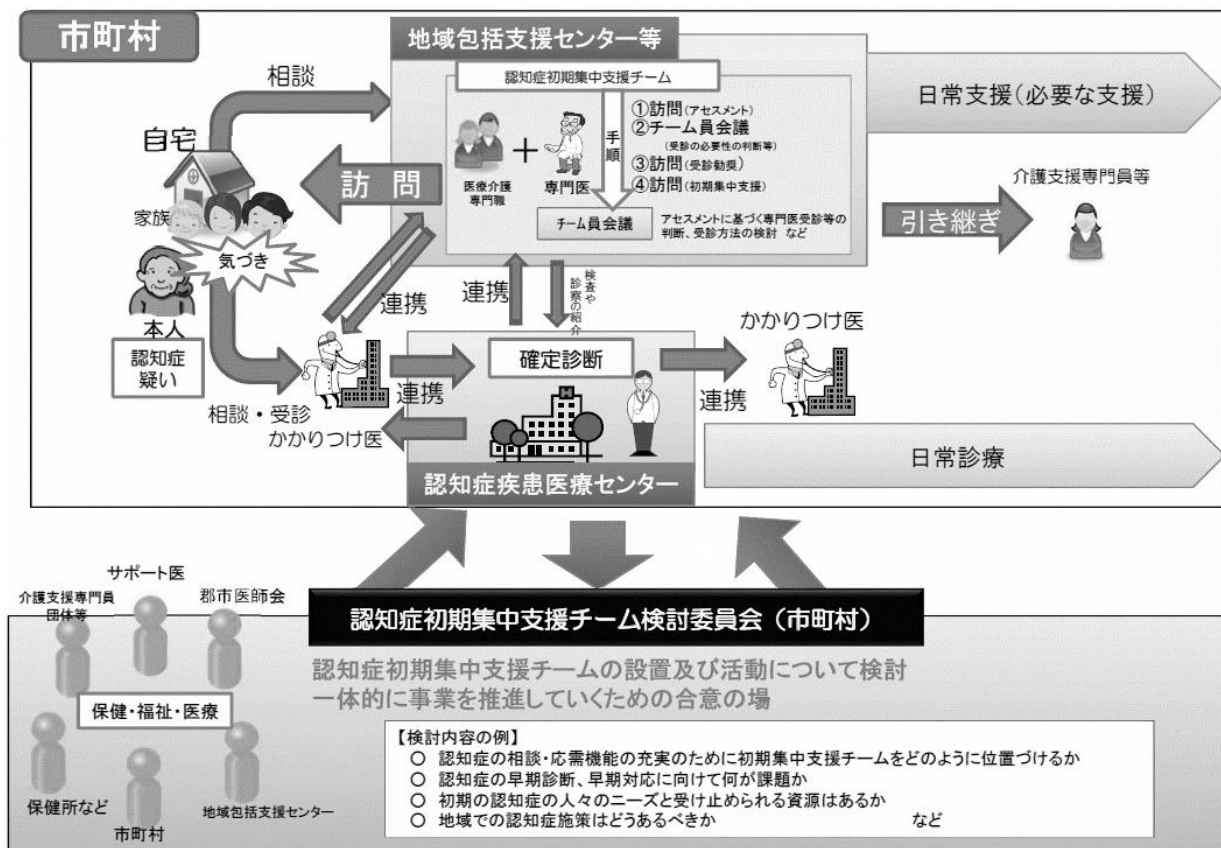 市町村
地域包括支援センター等
認知症初期集中支援チーム
相談
自宅
家族
気づき
本人
認知症
疑い
訪問
医療介護
専門職
＋
専門医
手順
①訪問（アセスメント）
②チーム員会議
（受診の必要性の判断等）
③訪問（受診勧奨）
④訪問（初期集中支援）
チーム員会議
アセスメントに基づく専門医受診等の
判断、受診方法の検討 など
日常支援（必要な支援）
介護支援専門員等
引き継ぎ
連携
連携
検査や
診察の紹介
確定診断
連携
連携
かかりつけ医
相談・受診
かかりつけ医
認知症疾患医療センター
日常診療
サポート医
介護支援専門員
団体等
郡市医師会
保健・福祉・医療
保健所など
市町村
地域包括支援センター
認知症初期集中支援チーム検討委員会（市町村）
認知症初期集中支援チームの設置及び活動について検討
一体的に事業を推進していくための合意の場
【検討内容の例】
○ 認知症の相談・応需機能の充実のために初期集中支援チームをどのように位置づけるか
○ 認知症の早期診断、早期対応に向けて何が課題か
○ 初期の認知症の人々のニーズと受け止められる資源はあるか
○ 地域での認知症施策はどうあるべきか など